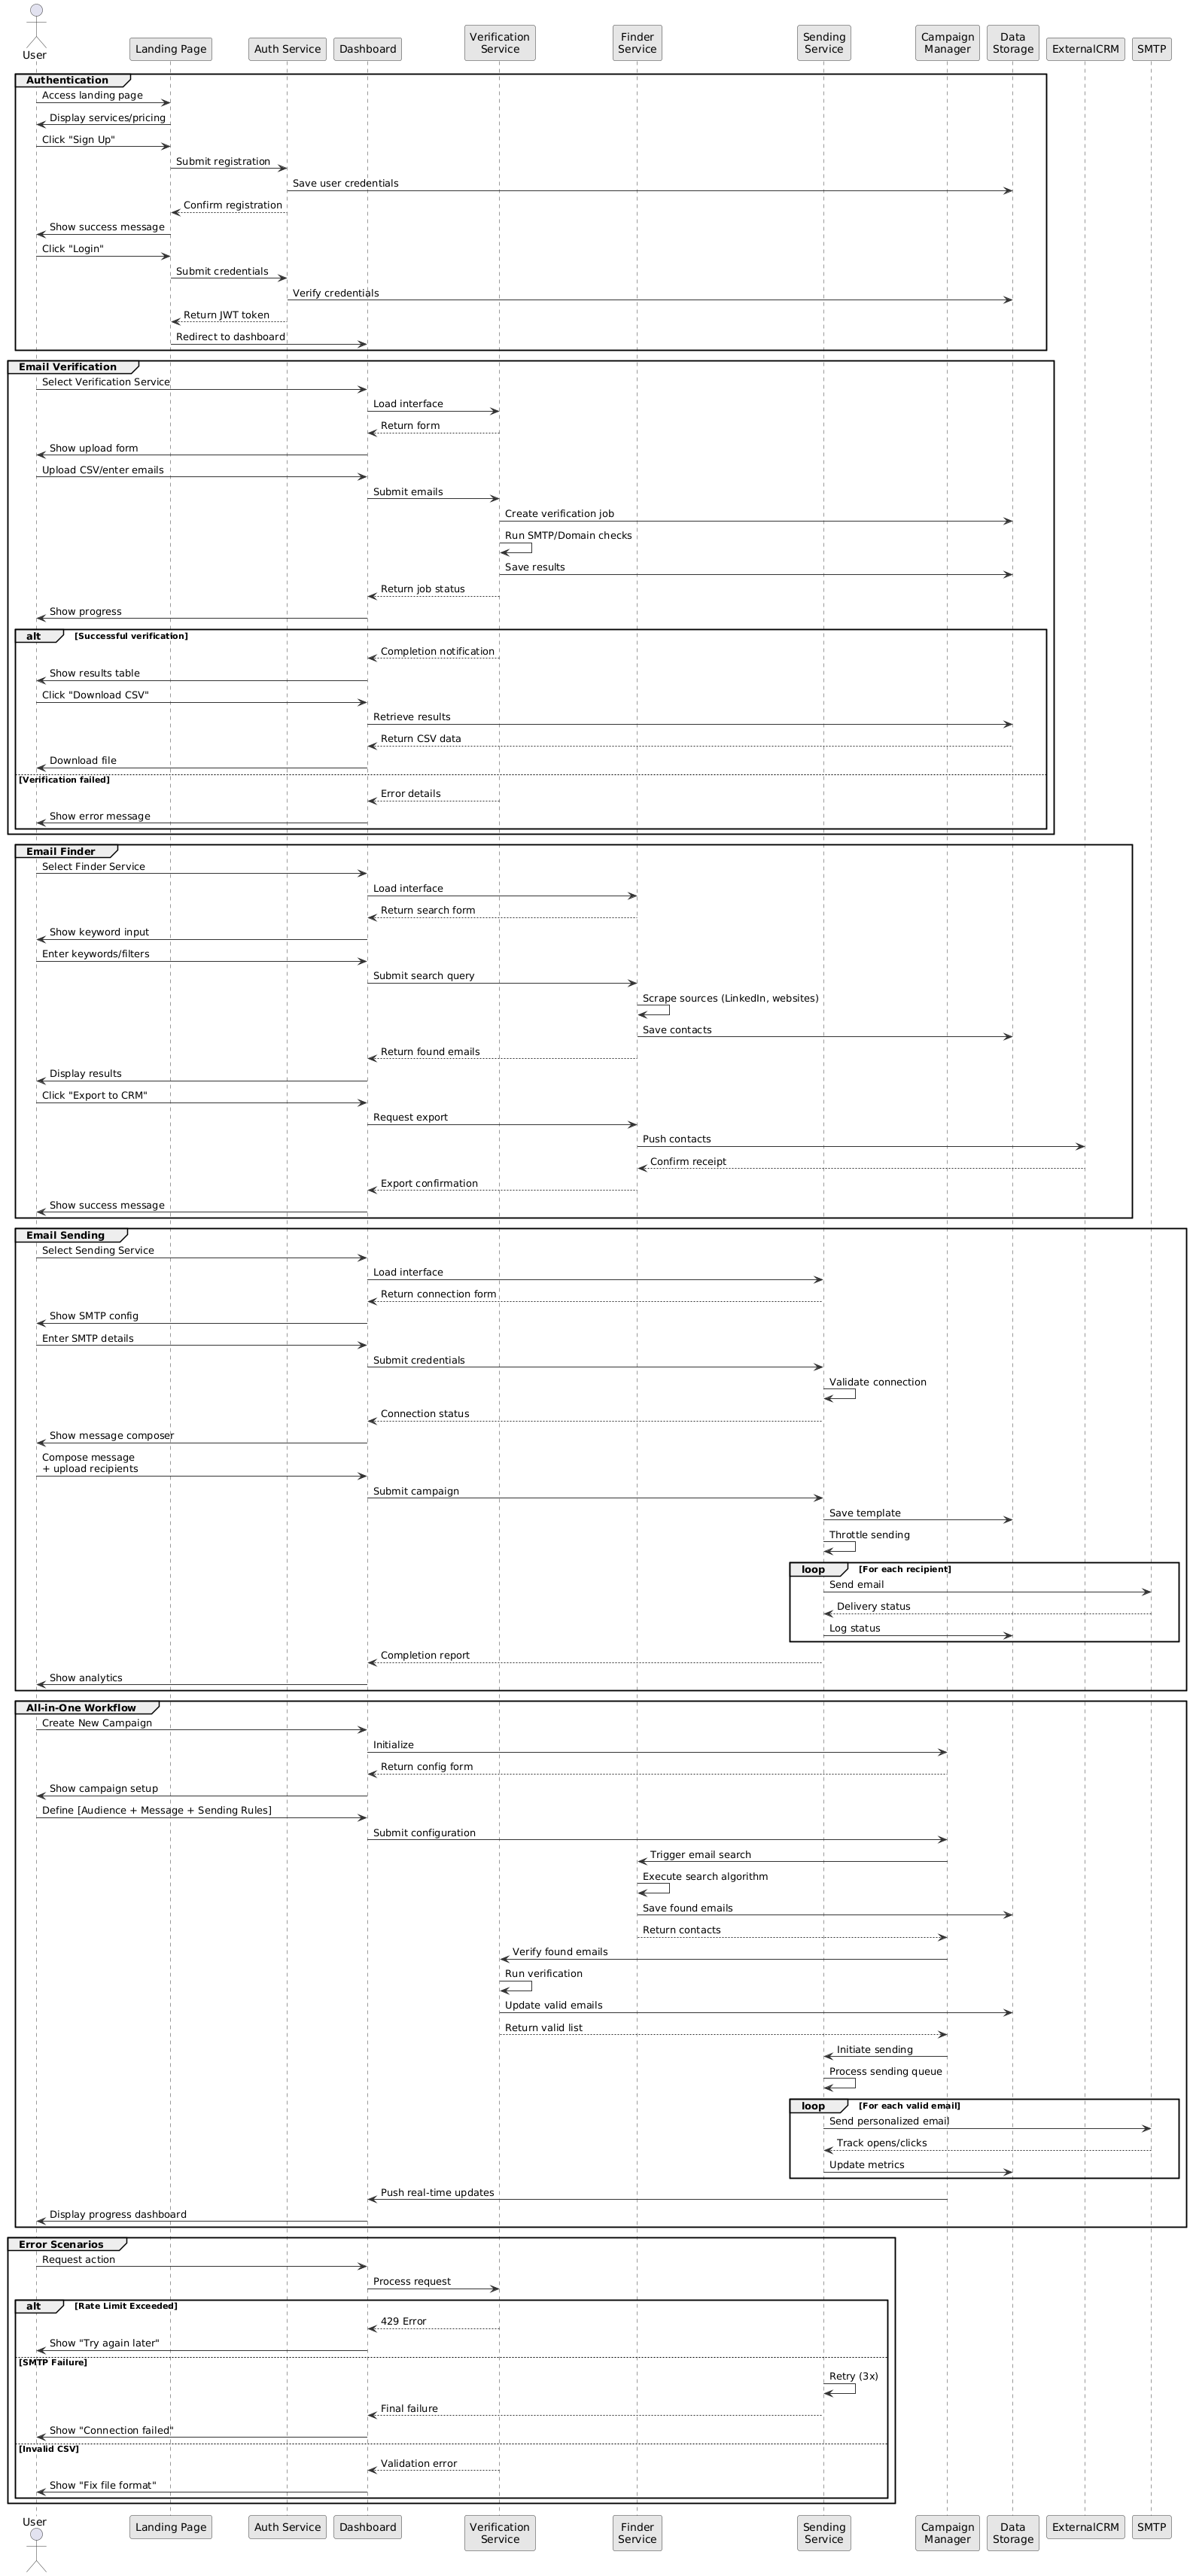 User
Landing Page
Auth Service
Dashboard
Verification
Service
Finder
Service
Sending
Service
Campaign
Manager
Data
Storage
ExternalCRM
SMTP
Authentication
Access landing page
Display services/pricing
Click "Sign Up"
Submit registration
Save user credentials
Confirm registration
Show success message
Click "Login"
Submit credentials
Verify credentials
Return JWT token
Redirect to dashboard
Email Verification
Select Verification Service
Load interface
Return form
Show upload form
Upload CSV/enter emails
Submit emails
Create verification job
Run SMTP/Domain checks
Save results
Return job status
Show progress
alt [Successful verification]
Completion notification
Show results table
Click "Download CSV"
Retrieve results
Return CSV data
Download file
[Verification failed]
Error details
Show error message
Email Finder
Select Finder Service
Load interface
Return search form
Show keyword input
Enter keywords/filters
Submit search query
Scrape sources (LinkedIn, websites)
Save contacts
Return found emails
Display results
Click "Export to CRM"
Request export
Push contacts
Confirm receipt
Export confirmation
Show success message
Email Sending
Select Sending Service
Load interface
Return connection form
Show SMTP config
Enter SMTP details
Submit credentials
Validate connection
Connection status
Show message composer
Compose message
+ upload recipients
Submit campaign
Save template
Throttle sending
loop [For each recipient]
Send email
Delivery status
Log status
Completion report
Show analytics
All-in-One Workflow
Create New Campaign
Initialize
Return config form
Show campaign setup
Define [Audience + Message + Sending Rules]
Submit configuration
Trigger email search
Execute search algorithm
Save found emails
Return contacts
Verify found emails
Run verification
Update valid emails
Return valid list
Initiate sending
Process sending queue
loop [For each valid email]
Send personalized email
Track opens/clicks
Update metrics
Push real-time updates
Display progress dashboard
Error Scenarios
Request action
Process request
alt [Rate Limit Exceeded]
429 Error
Show "Try again later"
[SMTP Failure]
Retry (3x)
Final failure
Show "Connection failed"
[Invalid CSV]
Validation error
Show "Fix file format"
User
Landing Page
Auth Service
Dashboard
Verification
Service
Finder
Service
Sending
Service
Campaign
Manager
Data
Storage
ExternalCRM
SMTP